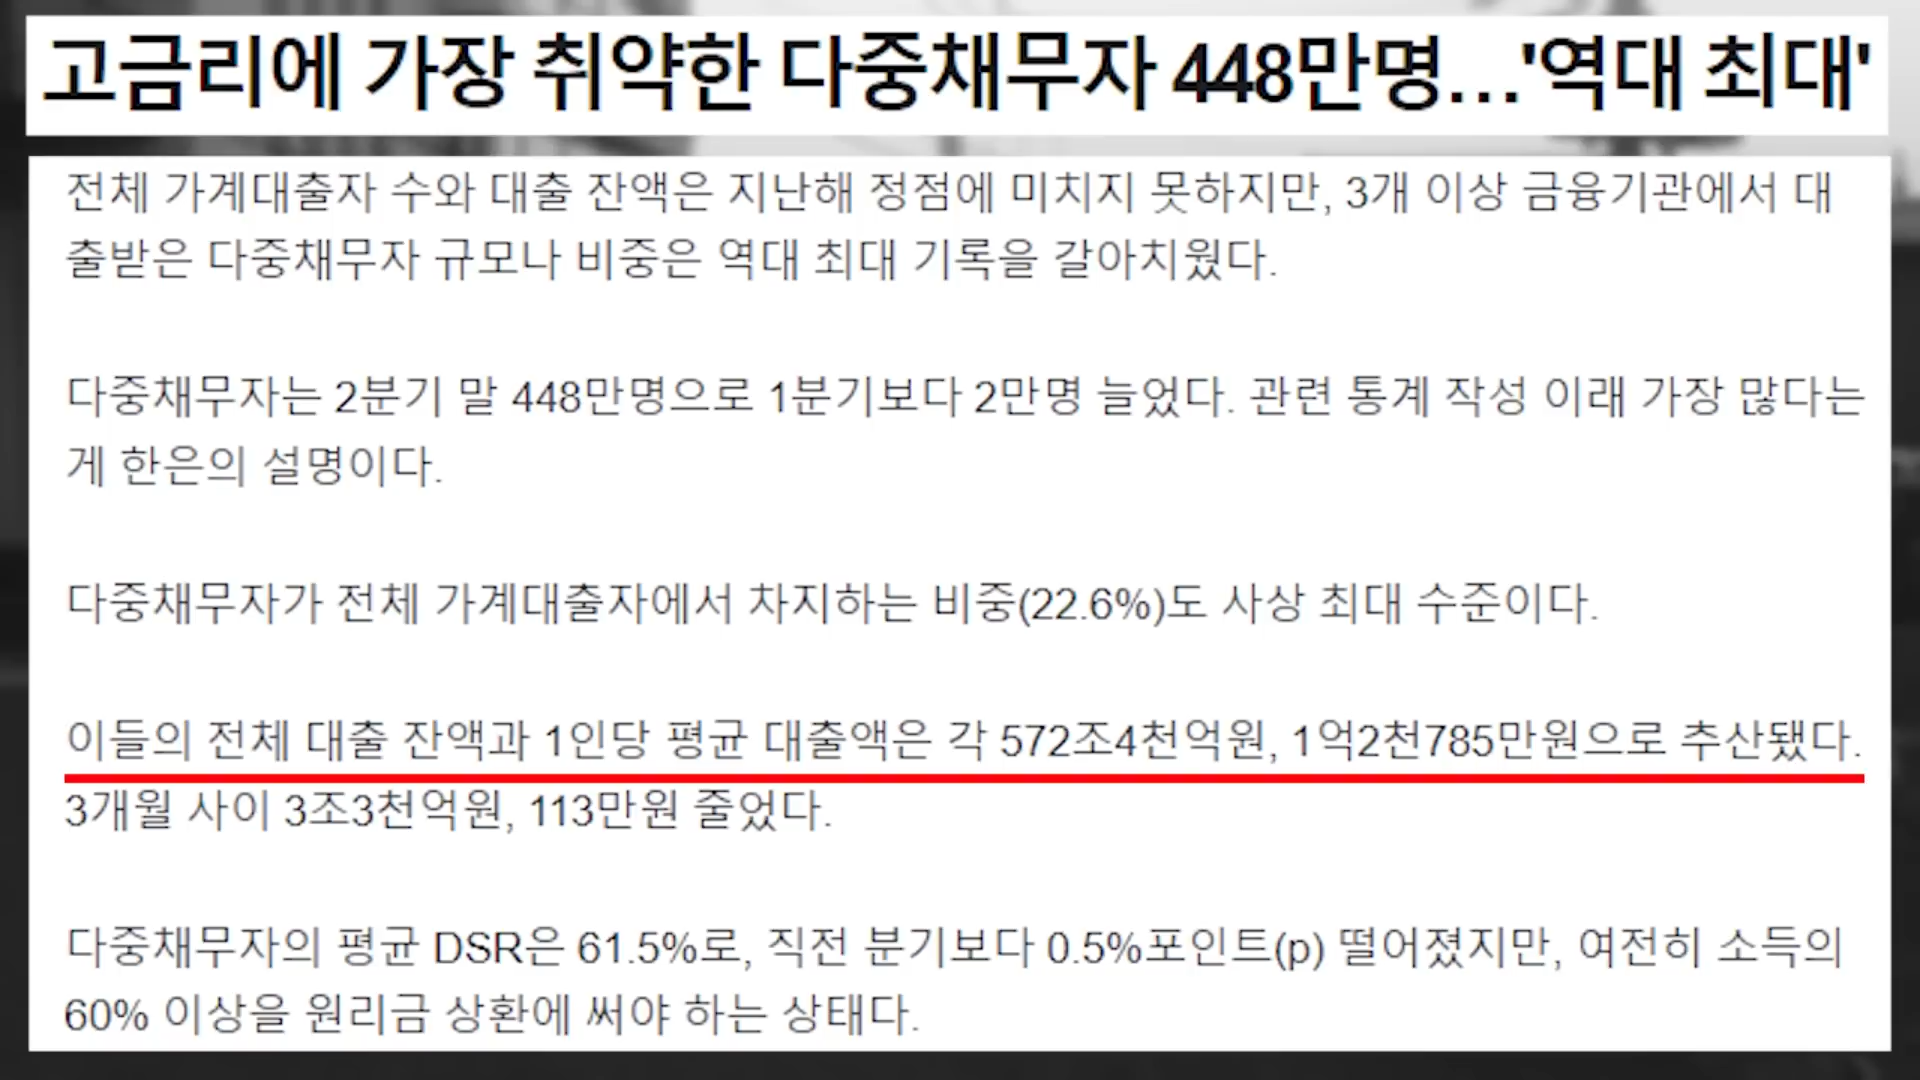 고금리에 가장 취약한 다중채무자 448만명...'역대 최대'
전체 가계대출자 수와 대출 잔액은 지난해 정점에 미치지 못하지만, 3개 이상 금융기관에서 대
출받은 다중채무자 규모나 비중은 역대 최대 기록을 갈아치웠다.
다중채무자는 2분기 말 448만명으로 1분기보다 2만명 늘었다. 관련 통계 작성 이래 가장 많다는
게 한은의 설명이다.
다중채무자가 전체 가계대출자에서 차지하는 비중(22.6%)도 사상 최대 수준이다.
이들의 전체 대출 잔액과 1인당 평균 대출액은 각 572조4천억원, 1억2천785만원으로 추산됐다.
3개월 사이 3조3천억원, 113만원 줄었다.
다중채무자의 평균 DSR은 61.5%로, 직전 분기보다 0.5%포인트(p) 떨어졌지만, 여전히 소득의
60% 이상을 원리금 상환에 써야 하는 상태다.